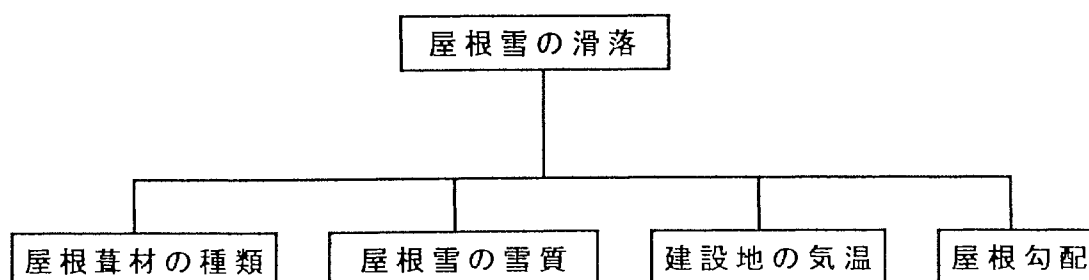 屋根雪の滑落
屋根葺材の種類
屋根雪の雪質
建設地の気温
屋根勾配